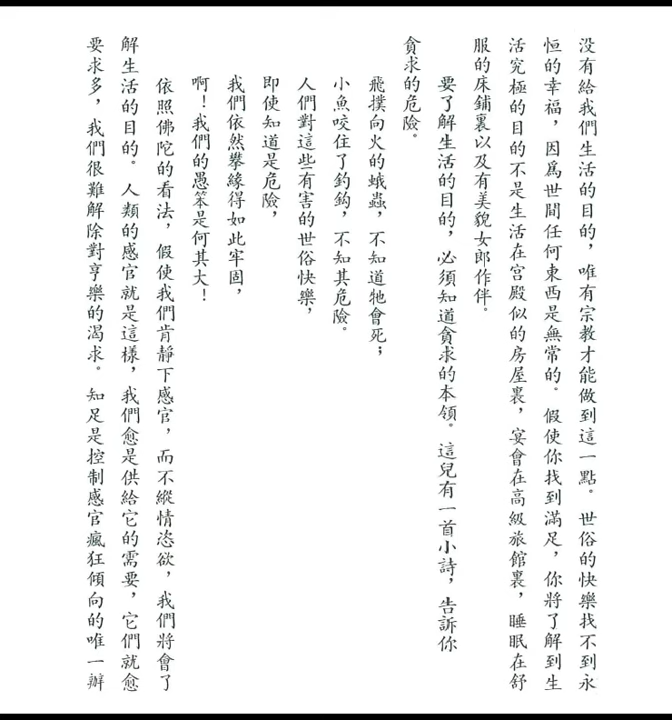 没有給我們生活的目的，唯有宗教才能做到這一點。世俗的快樂找不到永
恒的幸福，因爲世間任何東西是無常的。假使你找到滿足，你將了解到生
活究極的目的不是生活在宮殿似的房屋裏，宴會在高級旅館裏，睡眠在舒
服的床鋪裏以及有美貌女郎作伴。
要了解生活的目的，必須知道貪求的本領。這兒有一首小詩，告訴你
貪求的危險。
飛撲向火的蛾蟲，不知道牠會死；
小魚咬住了釣鈎，不知其危險。
人們對這些有害的世俗快樂，
即使知道是危險，
我們依然攀緣得如此牢固，
啊！我們的愚笨是何其大！
依照佛陀的看法，假使我們肯靜下感官，而不縱情恣欲，我們將會了
解生活的目的。人類的感官就是這樣，我們愈是供給它的需要，它們就愈
要求多，我們很難解除對亨樂的渴求。知足是控制感官瘋狂傾向的唯一辦